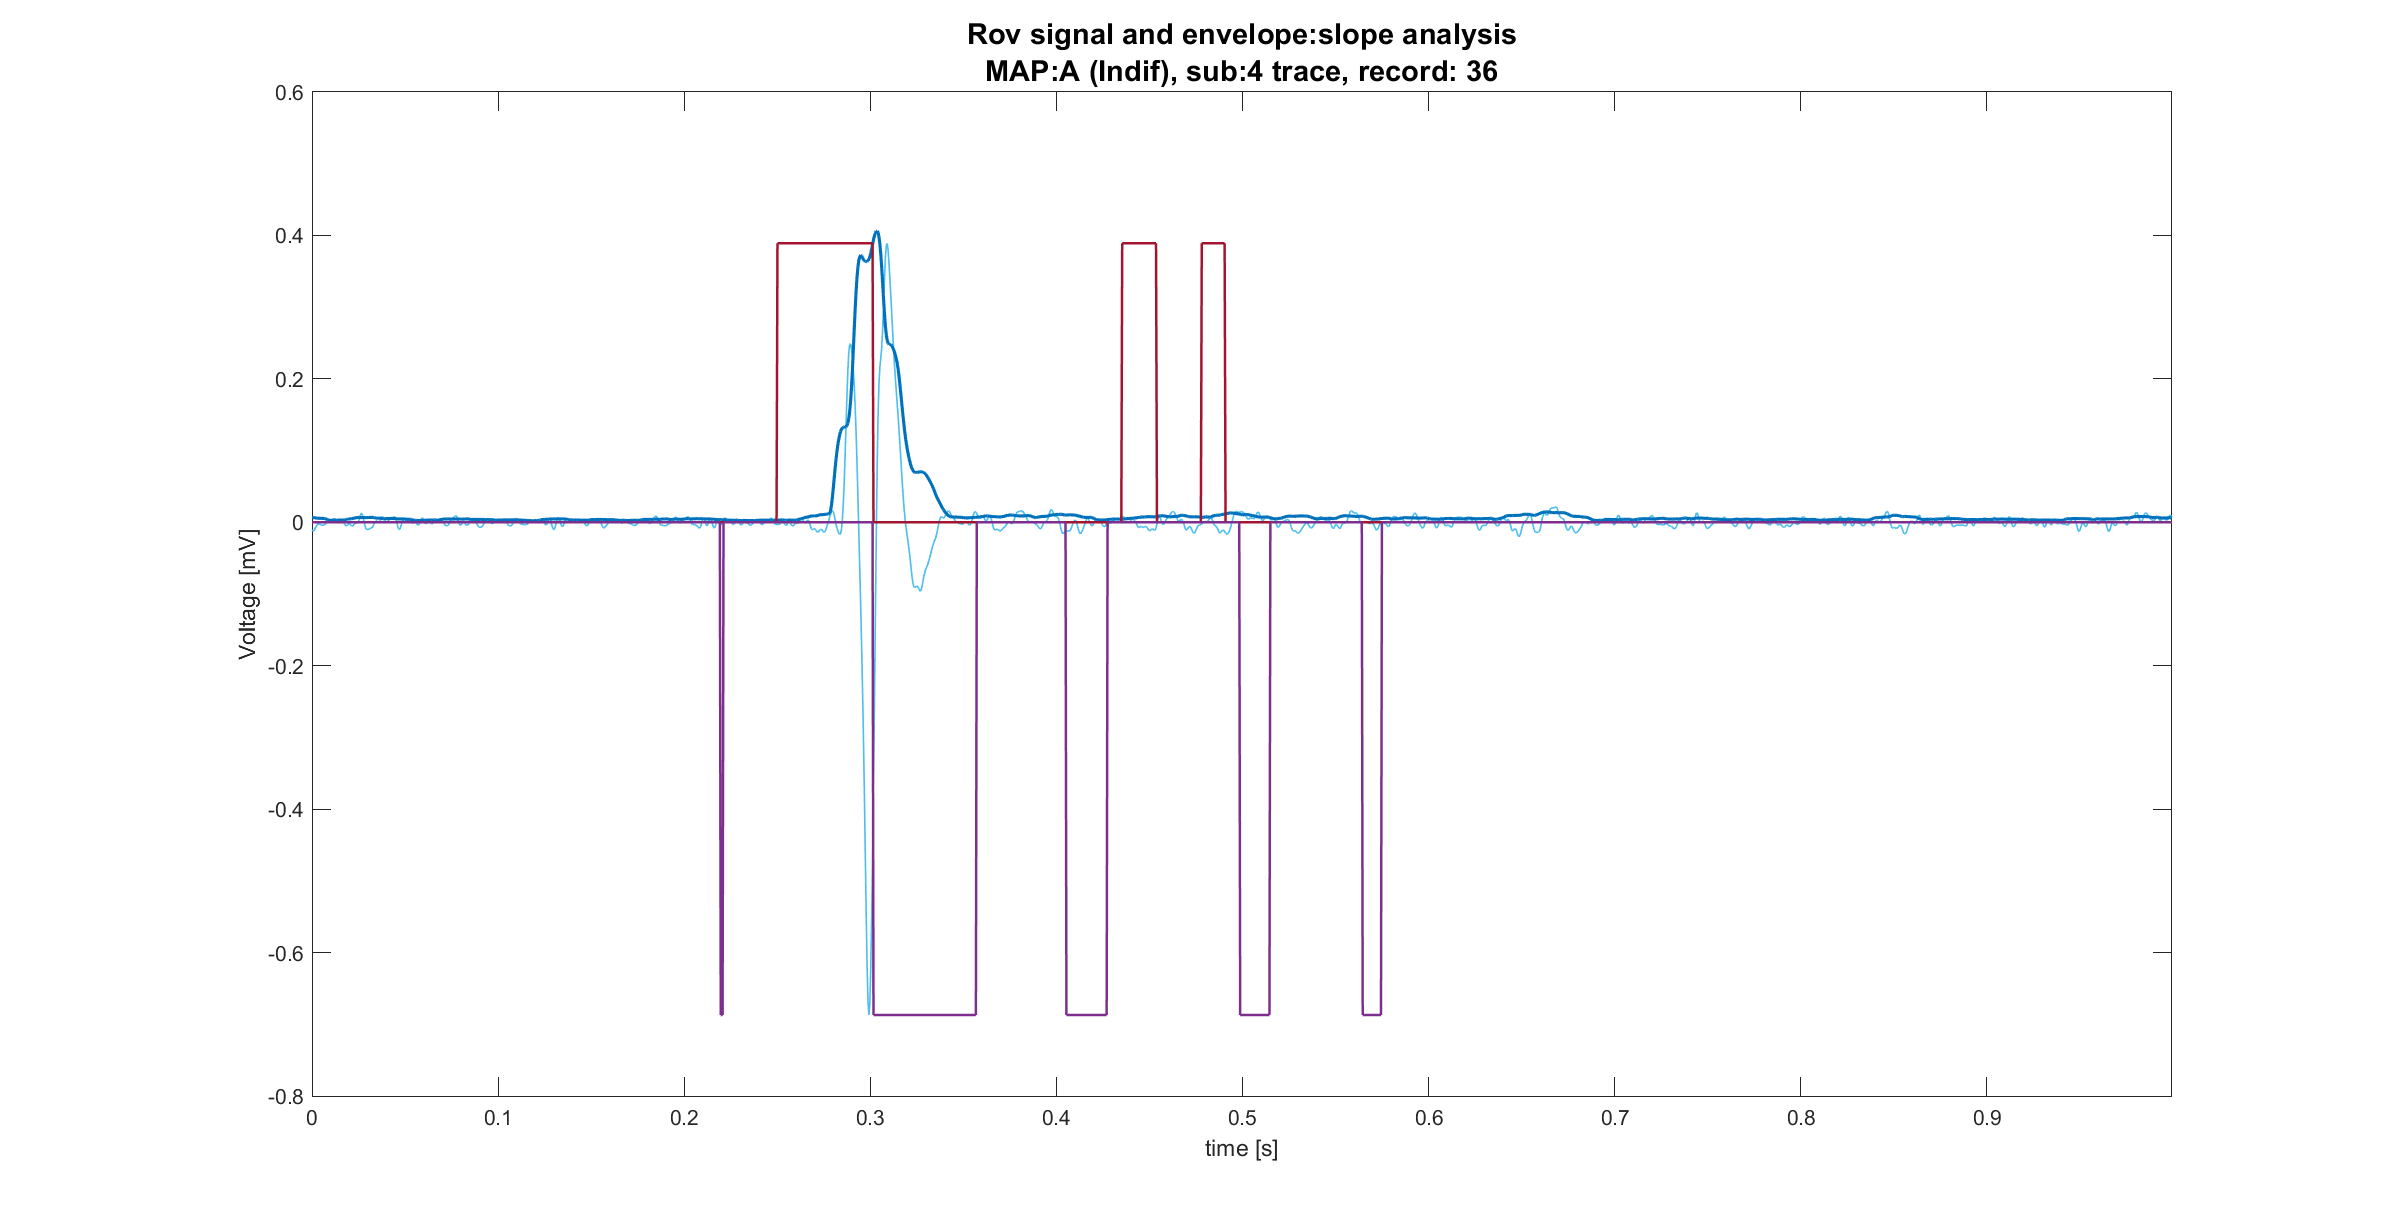 Rov signal and envelope:slope analysis
MAP:A (Indif), sub:4 trace, record: 36
0.6
0.4
0.2
0
-0.2
-0.4
-0.6
-0.8
Voltage [mV]
0 0.1 0.2 0.3 0.4 0.5 0.6 0.7 0.8 0.9
time [s]